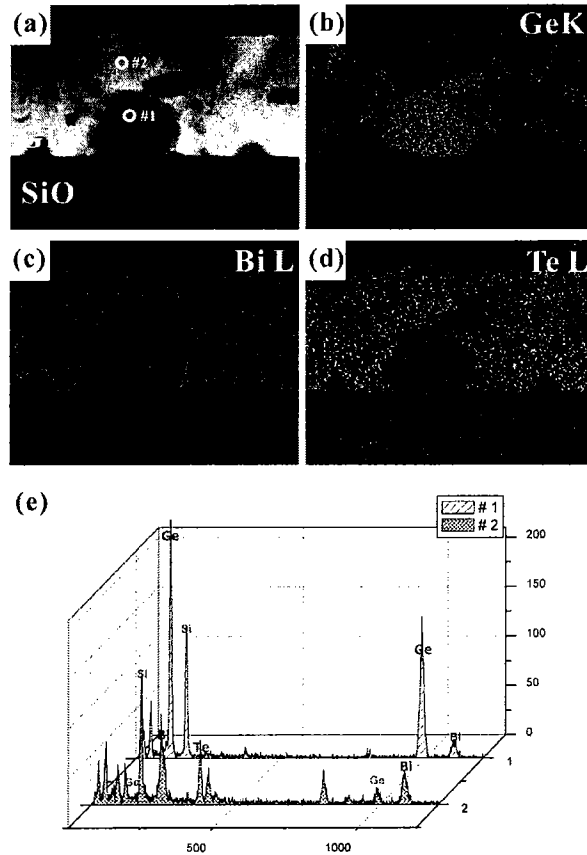 (a) #2 #1 SiO
(b) GeK
(c) Bi L
(d) Te L
(e)
# 1
# 2
200
150
100
50
0
Ge
Si
Ge
Bi
1
Si
Te
Ge
Bi
2
500 1000